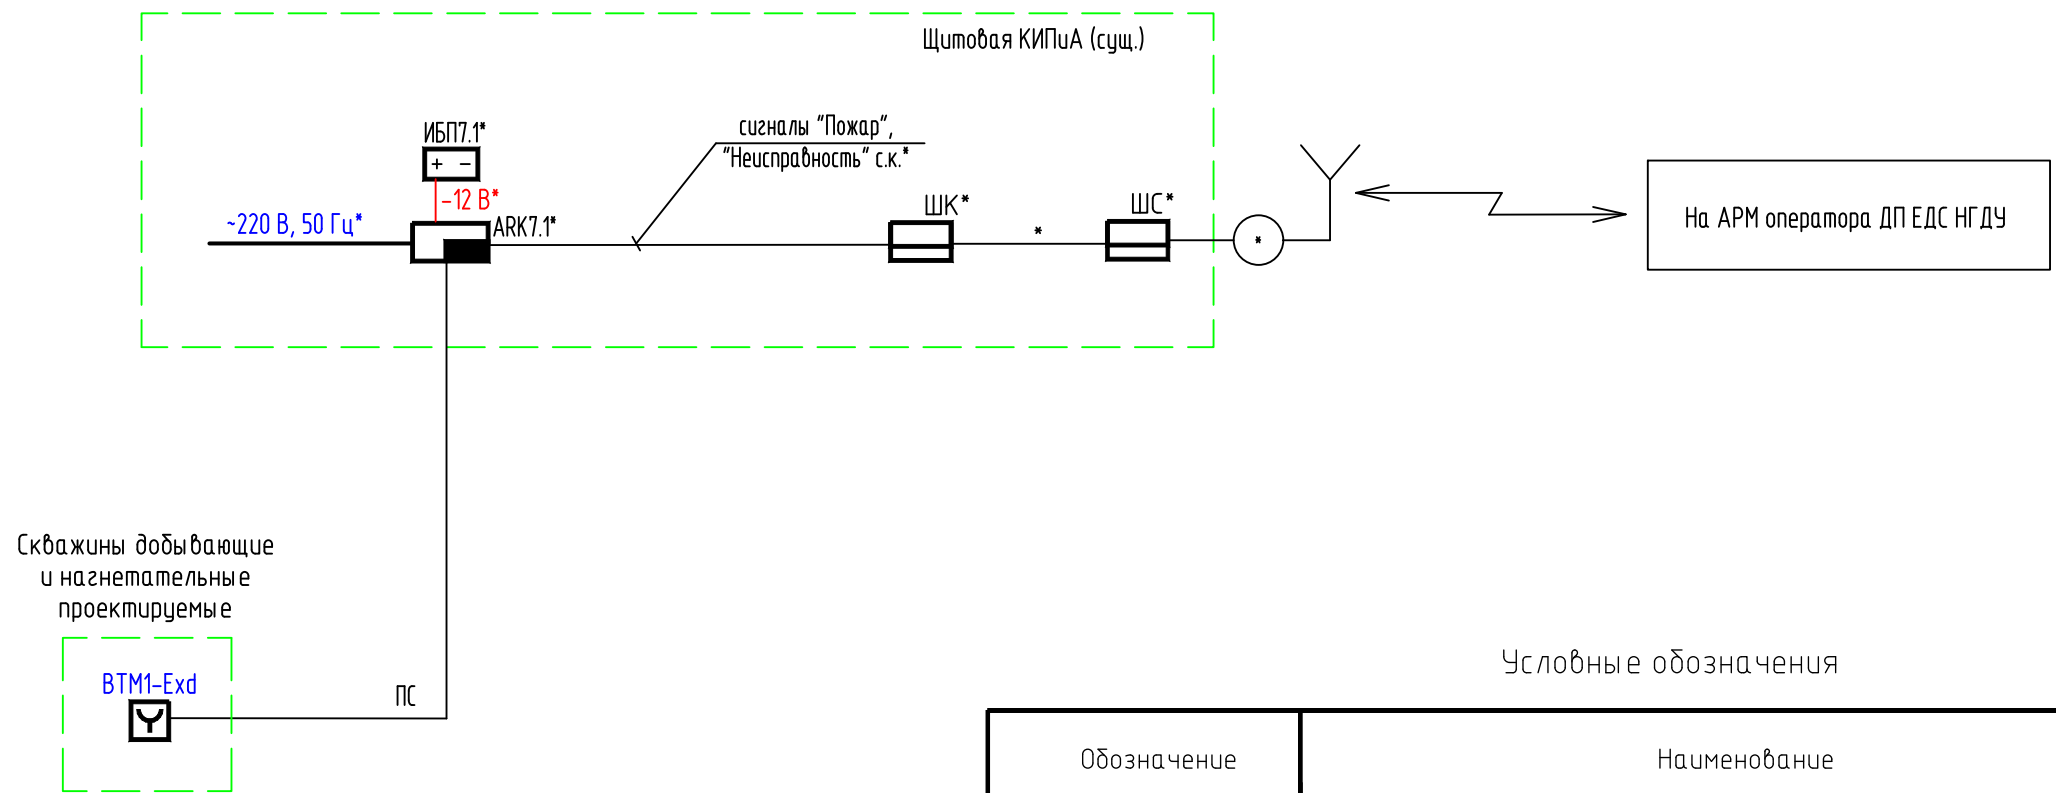 Щитовая КИПиА (сущ.)
ИБП7.1*
+ −
−12 В*
~220 В, 50 Гц*
ARK7.1*
сигналы "Пожар",
"Неисправность" с.к.*
ШК*
*
ШС*
*
На АРМ оператора ДП ЕДС НГДУ
Скважины добывающие
и нагнетательные
проектируемые
ВТМ1-Exd
ПС
Условные обозначения
Обозначение
Наименование